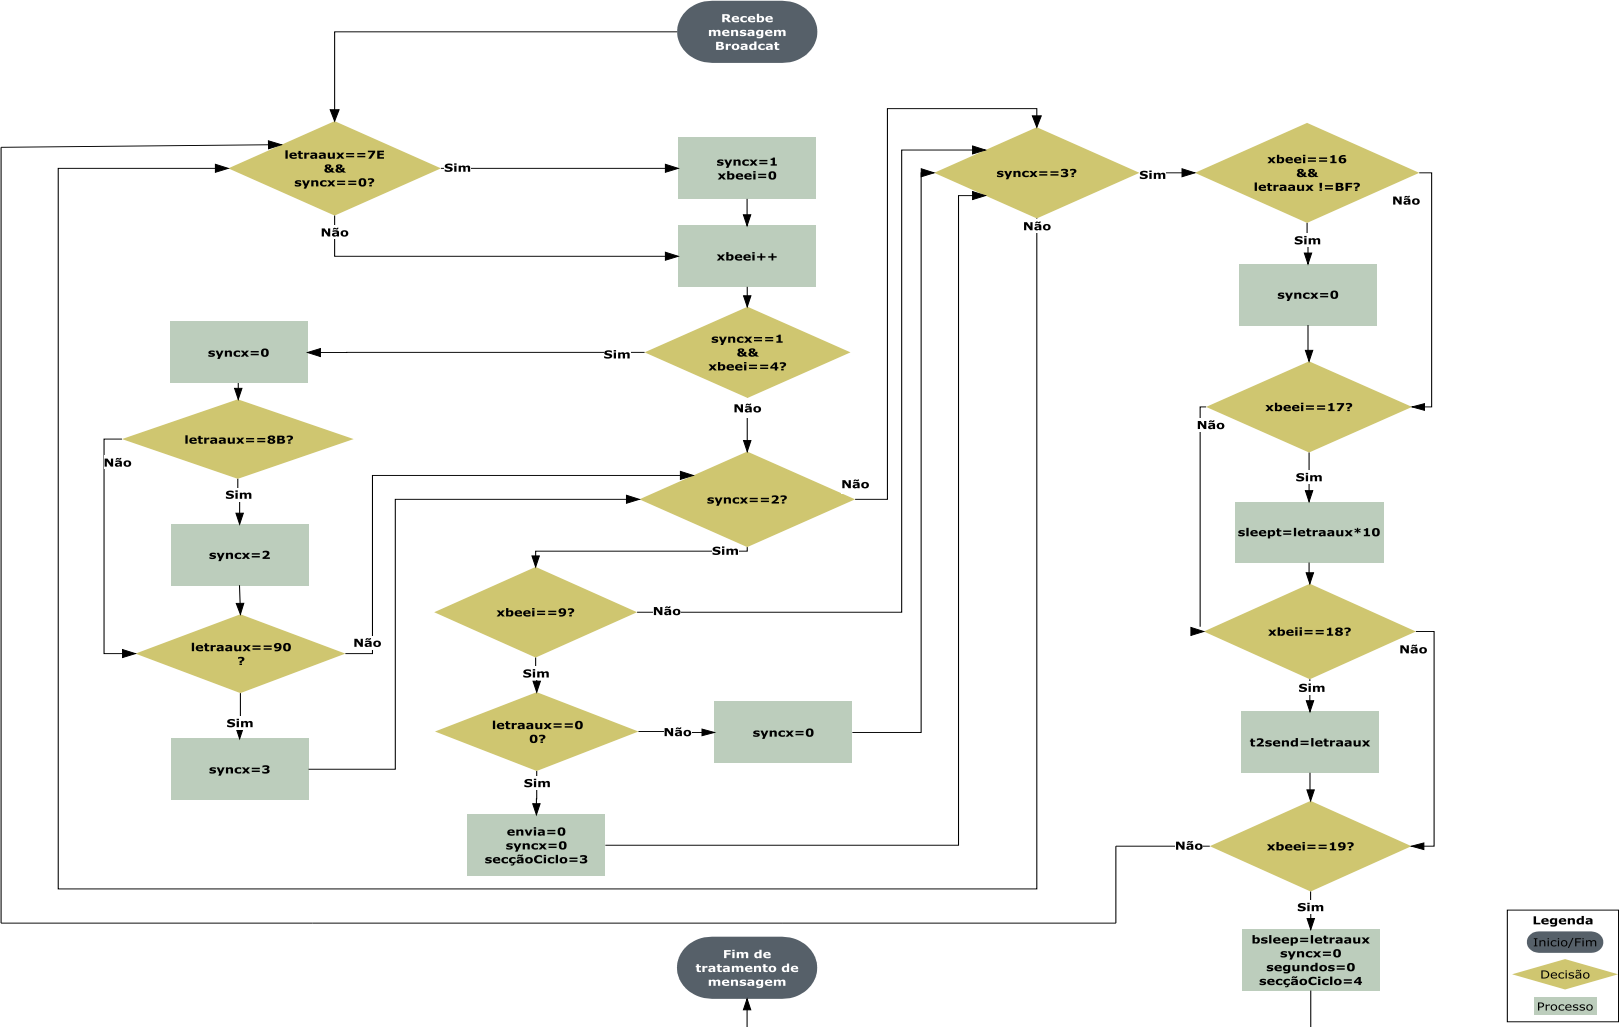 Recebe
mensagem
Broadcat
letraaux==7E
&&
syncx==0?
Sim
Não
syncx=1
xbeei=0
xbeei++
syncx==1
&&
xbeei==4?
Sim
Não
syncx=0
letraaux==8B?
Não
Sim
syncx=2
letraaux==90
?
Não
Sim
syncx=3
syncx==2?
Não
Sim
xbeei==9?
Não
Sim
letraaux==0
0?
Não
syncx=0
Sim
envia=0
syncx=0
secçãoCiclo=3
syncx==3?
Sim
Não
xbeei==16
&&
letraaux !=BF?
Não
Sim
syncx=0
xbeei==17?
Não
Sim
sleept=letraaux*10
xbeii==18?
Não
Sim
t2send=letraaux
xbeei==19?
Não
Sim
bsleep=letraaux
syncx=0
segundos=0
secçãoCiclo=4
Fim de
tratamento de
mensagem
Legenda
Inicio/Fim
Decisão
Processo